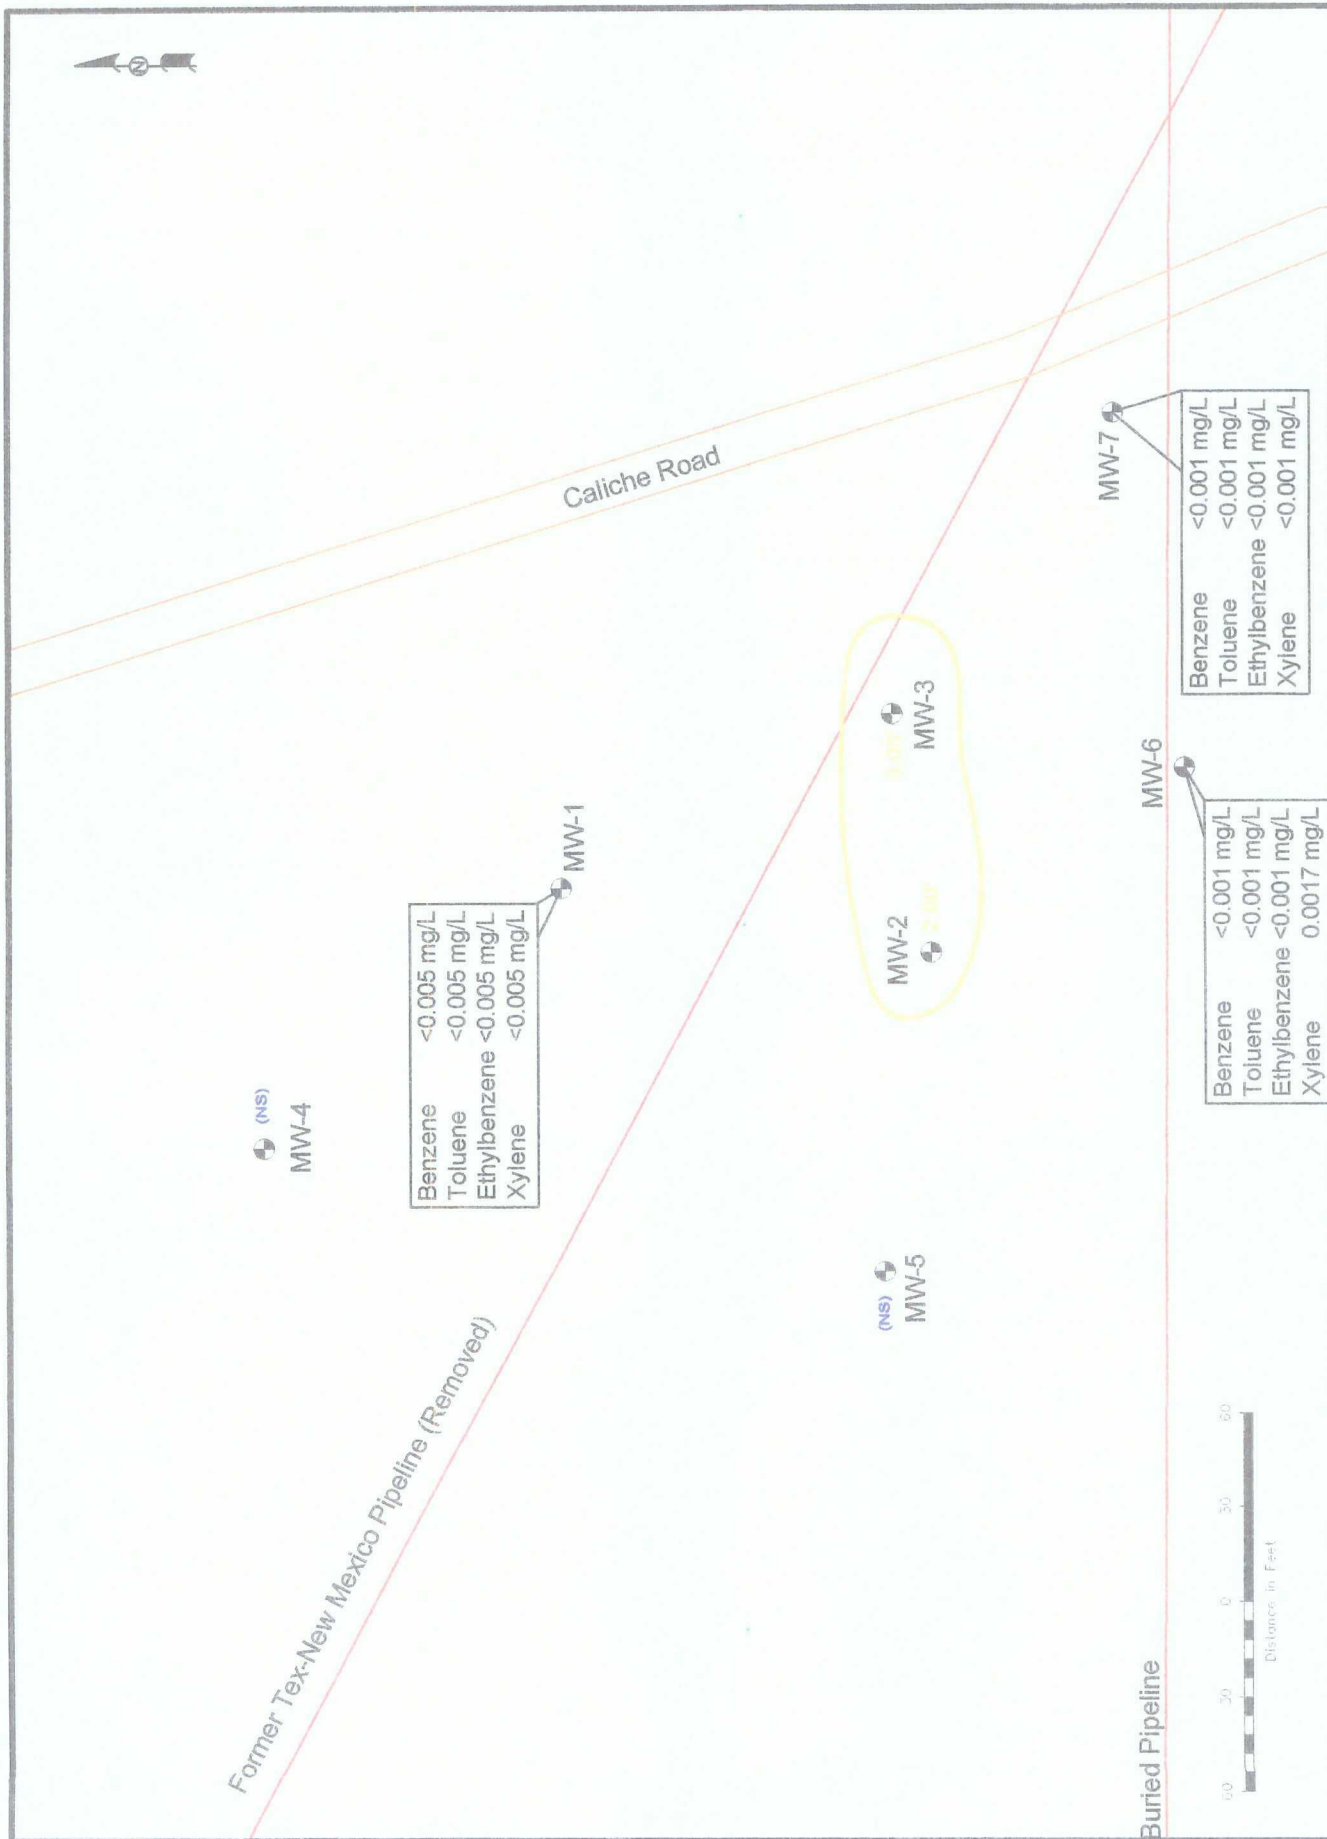 N
Caliche Road
(NS)
MW-4
Benzene <0.005 mg/L
Toluene <0.005 mg/L
Ethylbenzene <0.005 mg/L
Xylene <0.005 mg/L
MW-1
Former Tex-New Mexico Pipeline (Removed)
MW-2
MW-3
(NS)
MW-5
MW-6
MW-7
Benzene <0.001 mg/L
Toluene <0.001 mg/L
Ethylbenzene <0.001 mg/L
Xylene <0.001 mg/L
Benzene <0.001 mg/L
Toluene <0.001 mg/L
Ethylbenzene <0.001 mg/L
Xylene 0.0017 mg/L
Buried Pipeline
60 30 0 30 60
Distance in Feet